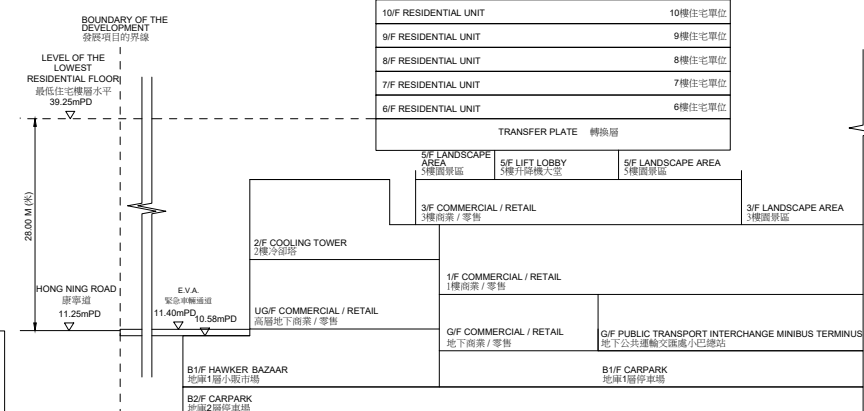 10/F RESIDENTIAL UNIT 10樓住宅單位
BOUNDARY OF THE
DEVELOPMENT
發展項目的界線
9/F RESIDENTIAL UNIT 9樓住宅單位
8/F RESIDENTIAL UNIT 8樓住宅單位
LEVEL OF THE
LOWEST
RESIDENTIAL FLOOR
最低住宅樓層水平
39.25mPD
7/F RESIDENTIAL UNIT 7樓住宅單位
6/F RESIDENTIAL UNIT 6樓住宅單位
TRANSFER PLATE 轉換層
5/F LANDSCAPE
AREA
5樓園景區
5/F LIFT LOBBY
5樓升降機大堂
5/F LANDSCAPE AREA
5樓園景區
28.00 M (米)
3/F COMMERCIAL / RETAIL
3樓商業 / 零售
3/F LANDSCAPE AREA
3樓園景區
2/F COOLING TOWER
2樓冷卻塔
1/F COMMERCIAL / RETAIL
1樓商業 / 零售
HONG NING ROAD
康寧道
11.25mPD
E.V.A.
緊急車輛通道
11.40mPD
10.58mPD
UG/F COMMERCIAL / RETAIL
高層地下商業 / 零售
G/F COMMERCIAL / RETAIL
地下商業 / 零售
G/F PUBLIC TRANSPORT INTERCHANGE MINIBUS TERMINUS
地下公共運輸交匯處小巴總站
B1/F HAWKER BAZAAR
地庫1層小販市場
B1/F CARPARK
地庫1層停車場
B2/F CARPARK
地庫2層停車場